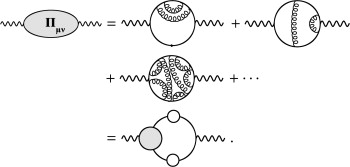 Π_μν = +
+ + ···
= .